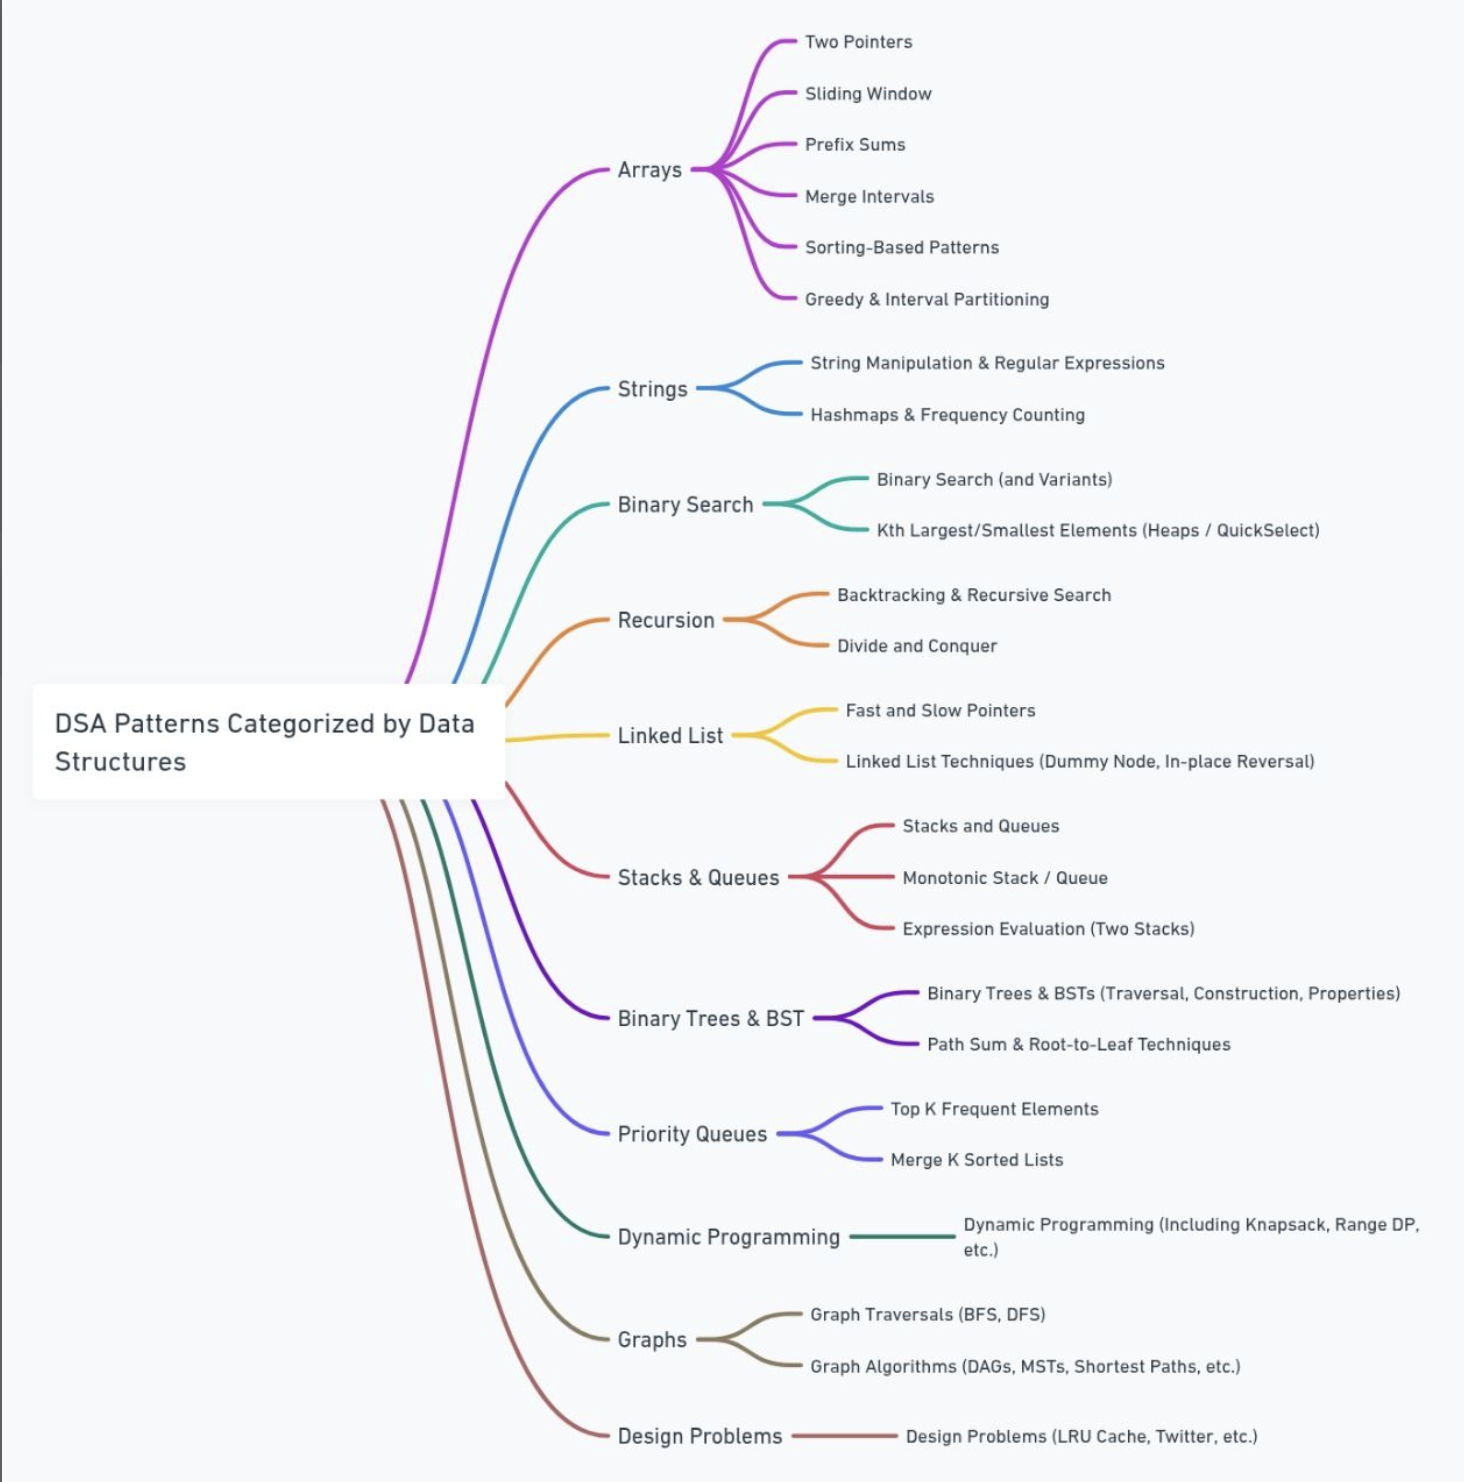 DSA Patterns Categorized by Data
Structures
Arrays
Two Pointers
Sliding Window
Prefix Sums
Merge Intervals
Sorting-Based Patterns
Greedy & Interval Partitioning
Strings
String Manipulation & Regular Expressions
Hashmaps & Frequency Counting
Binary Search
Binary Search (and Variants)
Kth Largest/Smallest Elements (Heaps / QuickSelect)
Recursion
Backtracking & Recursive Search
Divide and Conquer
Linked List
Fast and Slow Pointers
Linked List Techniques (Dummy Node, In-place Reversal)
Stacks & Queues
Stacks and Queues
Monotonic Stack / Queue
Expression Evaluation (Two Stacks)
Binary Trees & BST
Binary Trees & BSTs (Traversal, Construction, Properties)
Path Sum & Root-to-Leaf Techniques
Priority Queues
Top K Frequent Elements
Merge K Sorted Lists
Dynamic Programming
Dynamic Programming (Including Knapsack, Range DP,
etc.)
Graphs
Graph Traversals (BFS, DFS)
Graph Algorithms (DAGs, MSTs, Shortest Paths, etc.)
Design Problems
Design Problems (LRU Cache, Twitter, etc.)